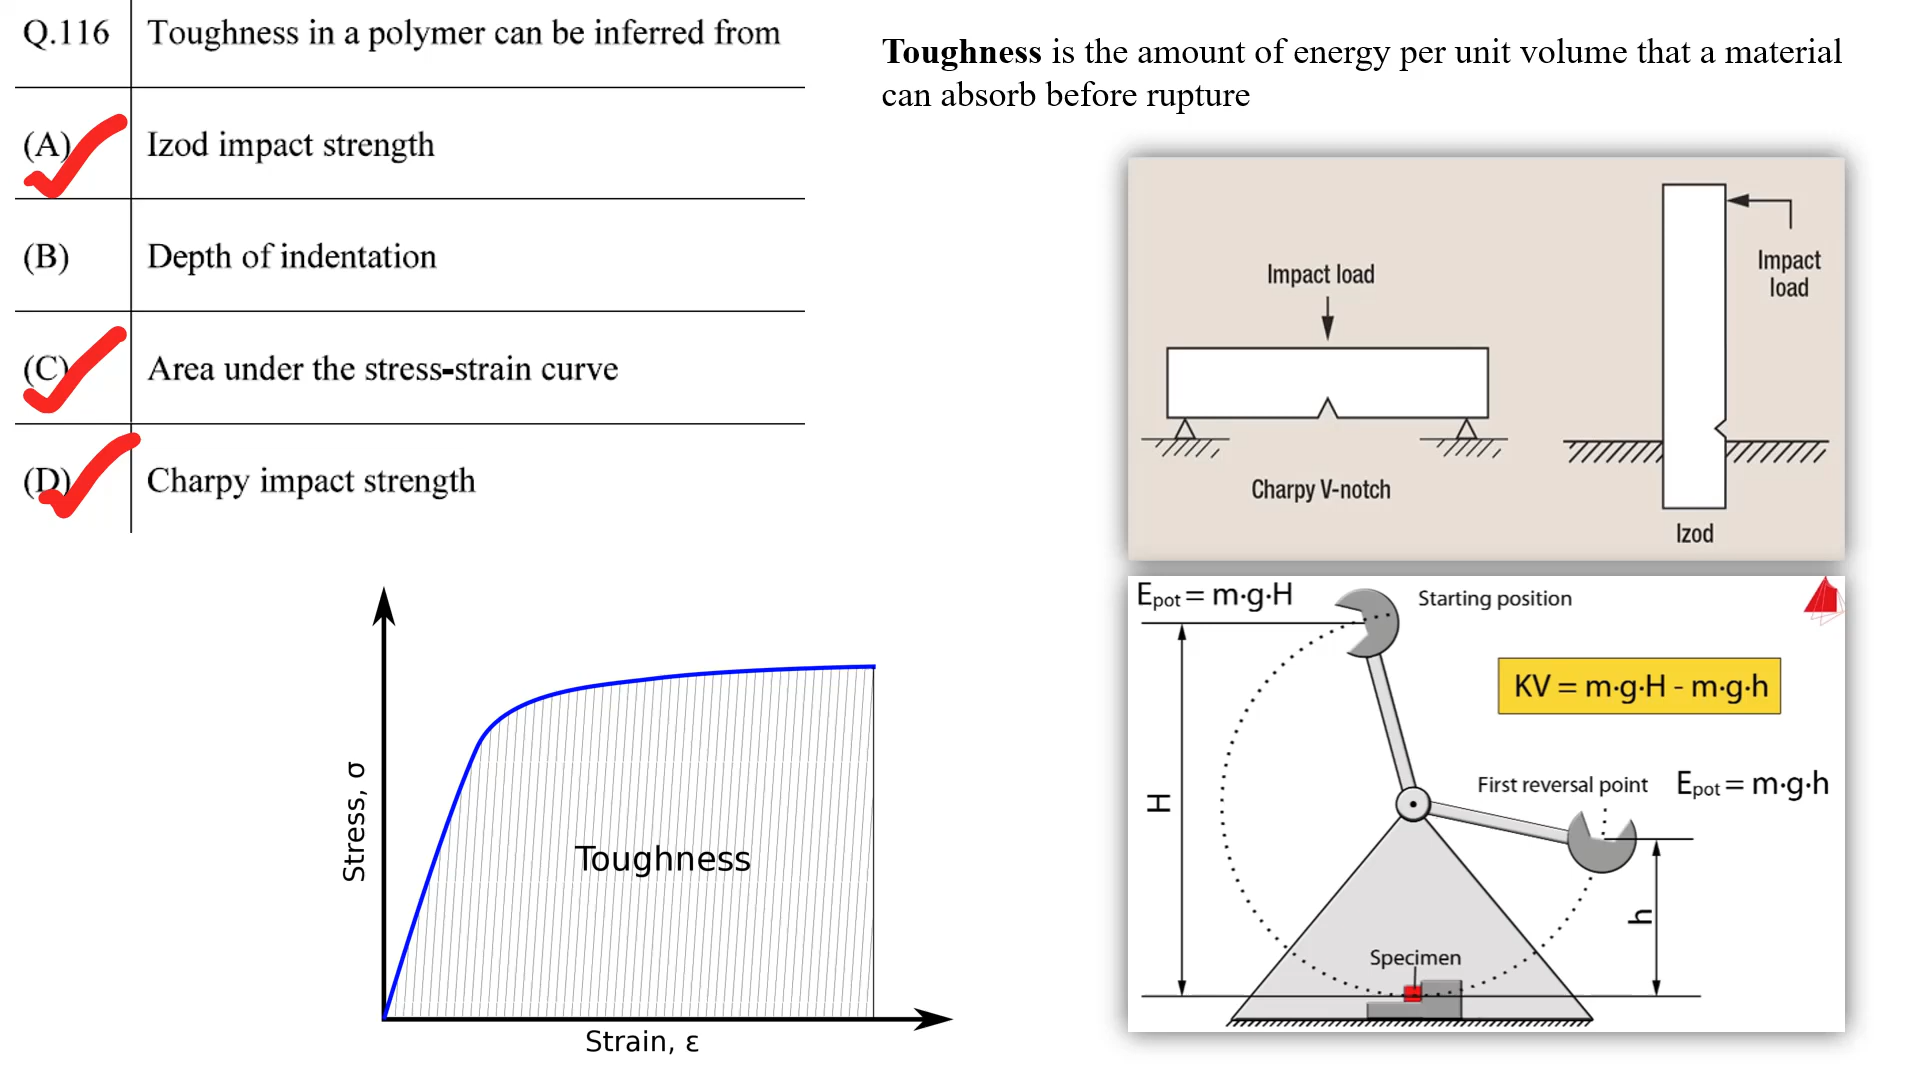 Q.116 Toughness in a polymer can be inferred from
(A) Izod impact strength
(B) Depth of indentation
(C) Area under the stress-strain curve
(D) Charpy impact strength
Toughness is the amount of energy per unit volume that a material
can absorb before rupture
Impact load
Charpy V-notch
Impact
load
Izod
Stress, σ
Toughness
Strain, ε
Epot = m·g·H
Starting position
KV = m·g·H - m·g·h
First reversal point
Epot = m·g·h
H
h
Specimen